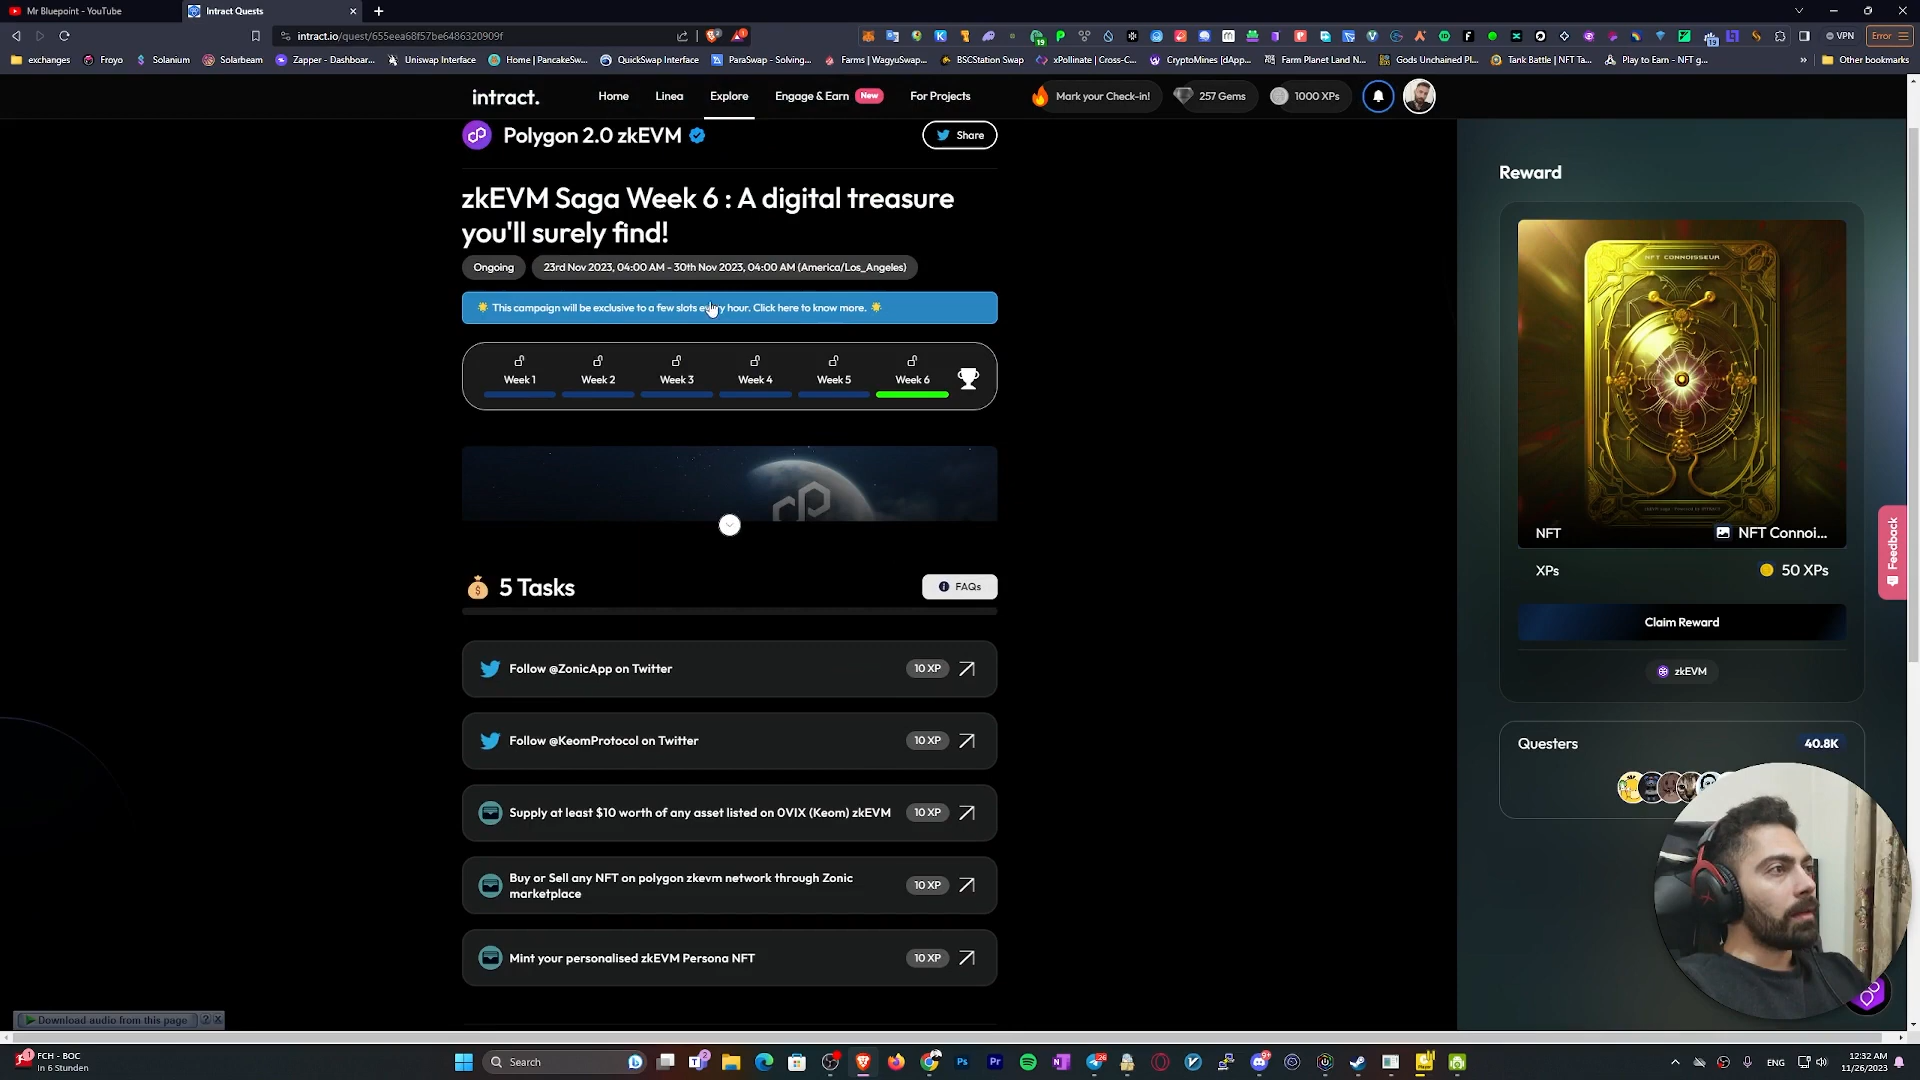 Mr Bluepoint - YouTube
Intract Quests
intract.io/quest/655eea68f57be6486320909f
VPN
Error
exchanges
Froyo
Solanium
Solarbeam
Zapper - Dashboar...
Uniswap Interface
Home | PancakeSw...
QuickSwap Interface
ParaSwap - Solving...
Farms | WagyuSwap...
BSCStation Swap
xPollinate | Cross-C...
CryptoMines [dApp...
Farm Planet Land N...
Gods Unchained Pl...
Tank Battle | NFT Ta...
Play to Earn - NFT g...
Other bookmarks
intract.
Home
Linea
Explore
Engage & Earn
New
For Projects
Mark your Check-in!
257 Gems
1000 XPs
Polygon 2.0 zkEVM
Share
zkEVM Saga Week 6 : A digital treasure
you'll surely find!
Ongoing
23rd Nov 2023, 04:00 AM - 30th Nov 2023, 04:00 AM (America/Los_Angeles)
This campaign will be exclusive to a few slots every hour. Click here to know more.
Week 1
Week 2
Week 3
Week 4
Week 5
Week 6
5 Tasks
FAQs
Follow @ZonicApp on Twitter
10 XP
Follow @KeomProtocol on Twitter
10 XP
Supply at least $10 worth of any asset listed on 0VIX (Keom) zkEVM
10 XP
Buy or Sell any NFT on polygon zkevm network through Zonic
marketplace
10 XP
Mint your personalised zkEVM Persona NFT
10 XP
Reward
NFT CONNOISSEUR
NFT
NFT Connoi...
XPs
50 XPs
Claim Reward
zkEVM
Questers
40.8K
Feedback
Download audio from this page
FCH - BOC
In 6 Stunden
Search
ENG
12:32 AM
11/26/2023